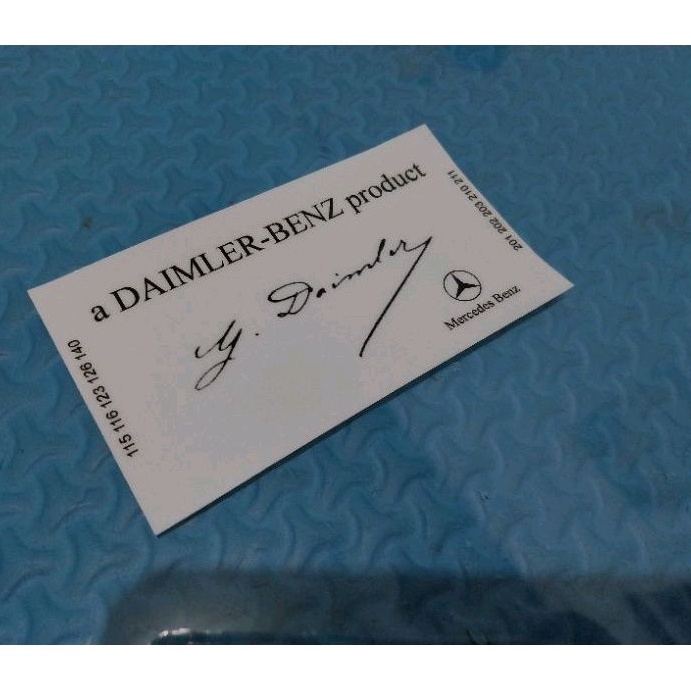 a DAIMLER-BENZ product
G. Daimler
Mercedes Benz
115 116 123 126 140
201 202 203 210 211